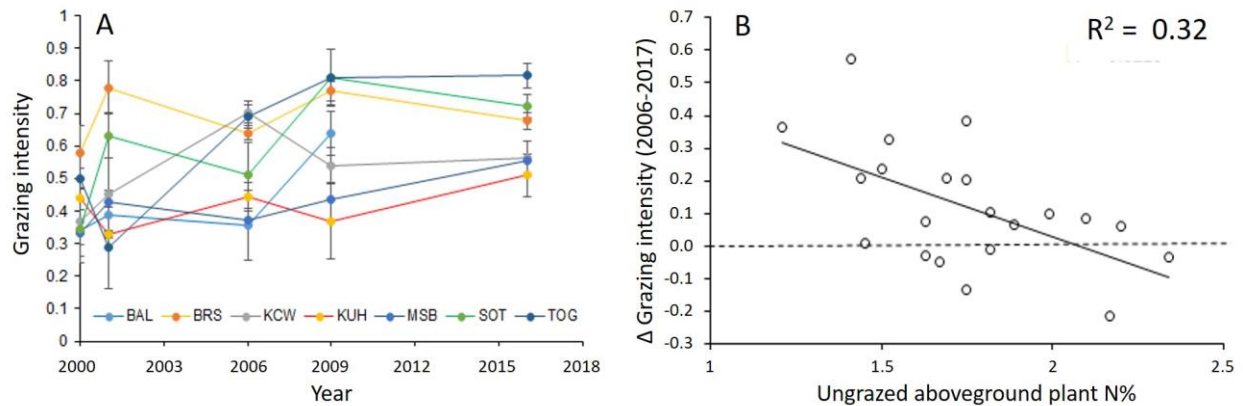 A
Grazing intensity
1
0.9
0.8
0.7
0.6
0.5
0.4
0.3
0.2
0.1
0
BAL BRS KCW KUH MSB SOT TOG
2000 2003 2006 2009 2012 2015 2018
Year
B
R² = 0.32
Δ Grazing intensity (2006-2017)
0.7
0.6
0.5
0.4
0.3
0.2
0.1
0.0
-0.1
-0.2
-0.3
1 1.5 2 2.5
Ungrazed aboveground plant N%